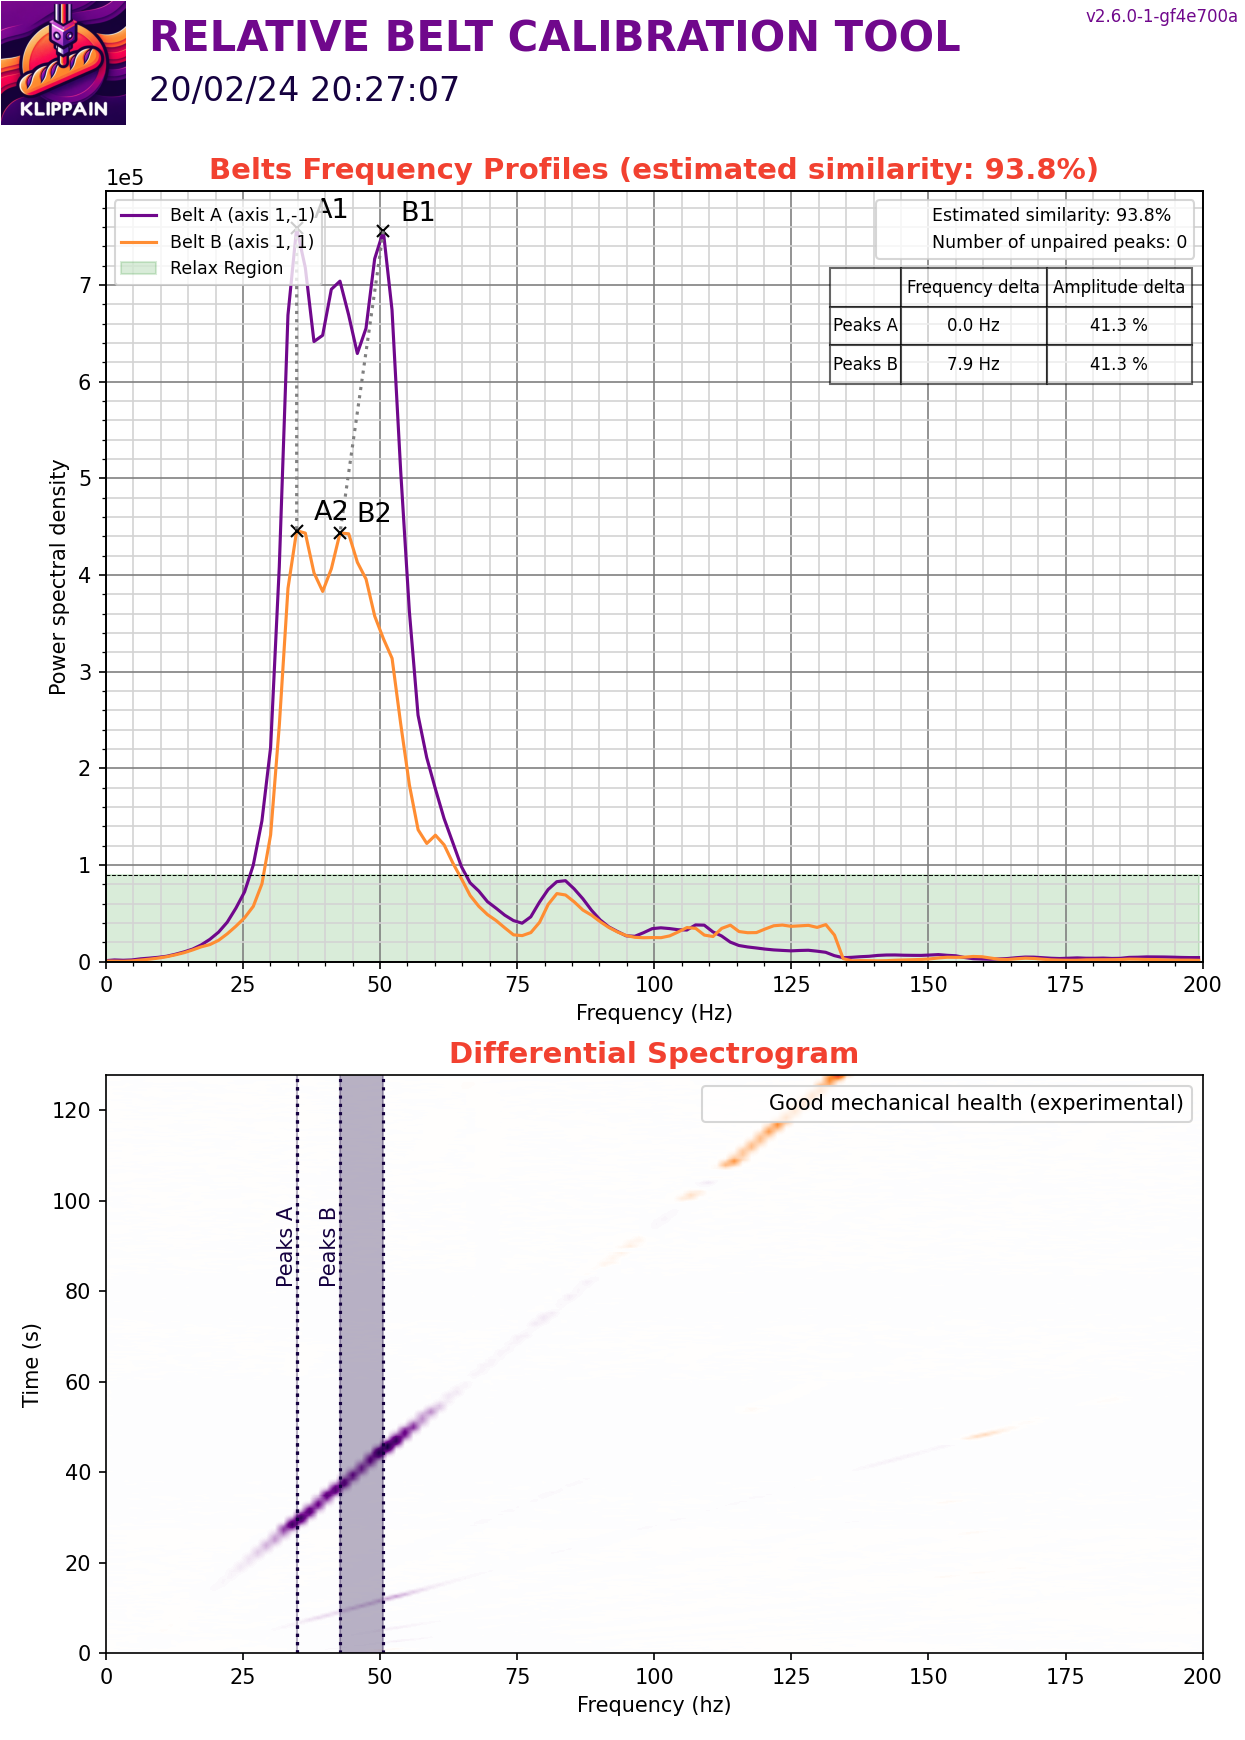 KLIPPAIN
RELATIVE BELT CALIBRATION TOOL
20/02/24 20:27:07
v2.6.0-1-gf4e700a
Belts Frequency Profiles (estimated similarity: 93.8%)
1e5
Belt A (axis 1,-1)
Belt B (axis 1, 1)
Relax Region
A1
B1
Estimated similarity: 93.8%
Number of unpaired peaks: 0
Frequency delta Amplitude delta
Peaks A 0.0 Hz 41.3 %
Peaks B 7.9 Hz 41.3 %
A2
B2
Power spectral density
7
6
5
4
3
2
1
0
0 25 50 75 100 125 150 175 200
Frequency (Hz)
Differential Spectrogram
Good mechanical health (experimental)
Peaks A
Peaks B
Time (s)
120
100
80
60
40
20
0
0 25 50 75 100 125 150 175 200
Frequency (hz)